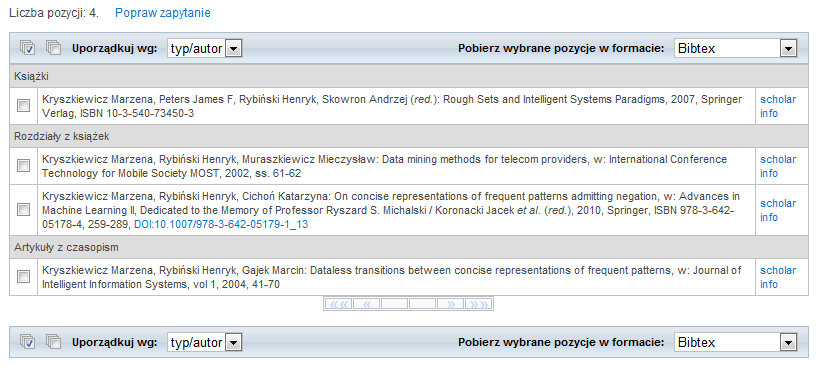 Liczba pozycji: 4. Popraw zapytanie
Uporządkuj wg: typ/autor Pobierz wybrane pozycje w formacie: Bibtex
Książki
Kryszkiewicz Marzena, Peters James F, Rybiński Henryk, Skowron Andrzej (red.): Rough Sets and Intelligent Systems Paradigms, 2007, Springer scholar
Verlag, ISBN 10-3-540-73450-3 info
Rozdziały z książek
Kryszkiewicz Marzena, Rybiński Henryk, Muraszkiewicz Mieczysław: Data mining methods for telecom providers, w: International Conference scholar
Technology for Mobile Society MOST, 2002, ss. 61-62 info
Kryszkiewicz Marzena, Rybiński Henryk, Cichoń Katarzyna: On concise representations of frequent patterns admitting negation, w: Advances in
Machine Learning II, Dedicated to the Memory of Professor Ryszard S. Michalski / Koronacki Jacek et al. (red.), 2010, Springer, ISBN 978-3-642- scholar
05178-4, 259-289, DOI:10.1007/978-3-642-05179-1_13 info
Artykuły z czasopism
Kryszkiewicz Marzena, Rybiński Henryk, Gajek Marcin: Dataless transitions between concise representations of frequent patterns, w: Journal of scholar
Intelligent Information Systems, vol 1, 2004, 41-70 info
«« « » »»
Uporządkuj wg: typ/autor Pobierz wybrane pozycje w formacie: Bibtex